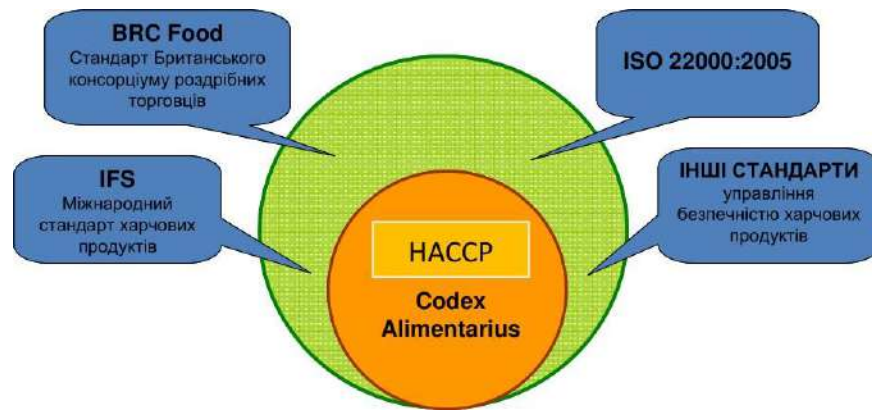 BRC Food
Стандарт Британського
консорціуму роздрібних
торговців
ISO 22000:2005
IFS
Міжнародний
стандарт харчових
продуктів
ІНШІ СТАНДАРТИ
управління
безпечністю харчових
продуктів
HACCP
Codex
Alimentarius